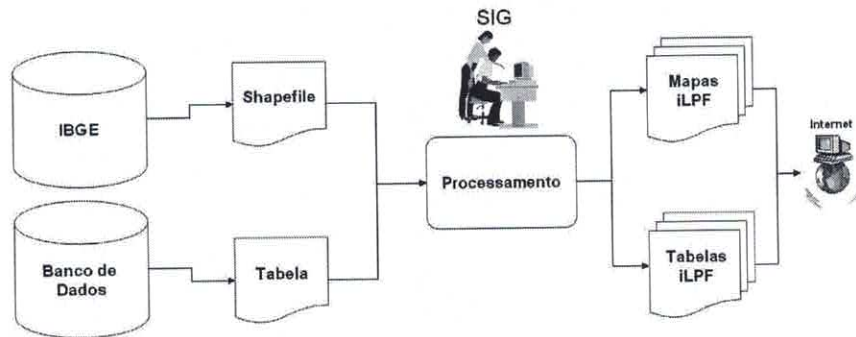 SIG
IBGE
Shapefile
Processamento
Mapas
iLPF
Internet
Banco de
Dados
Tabela
Tabelas
iLPF